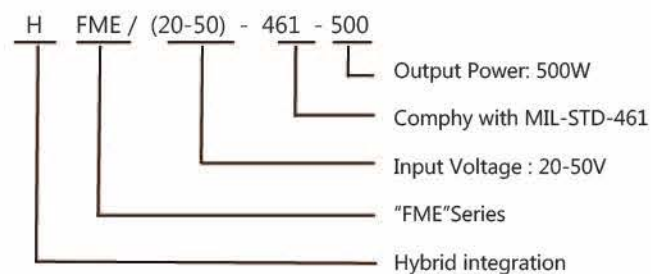 H FME / (20-50) - 461 - 500
Output Power: 500W
Comphy with MIL-STD-461
Input Voltage : 20-50V
"FME"Series
Hybrid integration